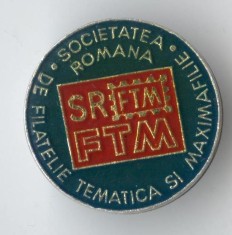 SOCIETATEA
ROMANA
DE FILATELIE TEMATICA SI MAXIMAFILIE
SR FTM
FTM